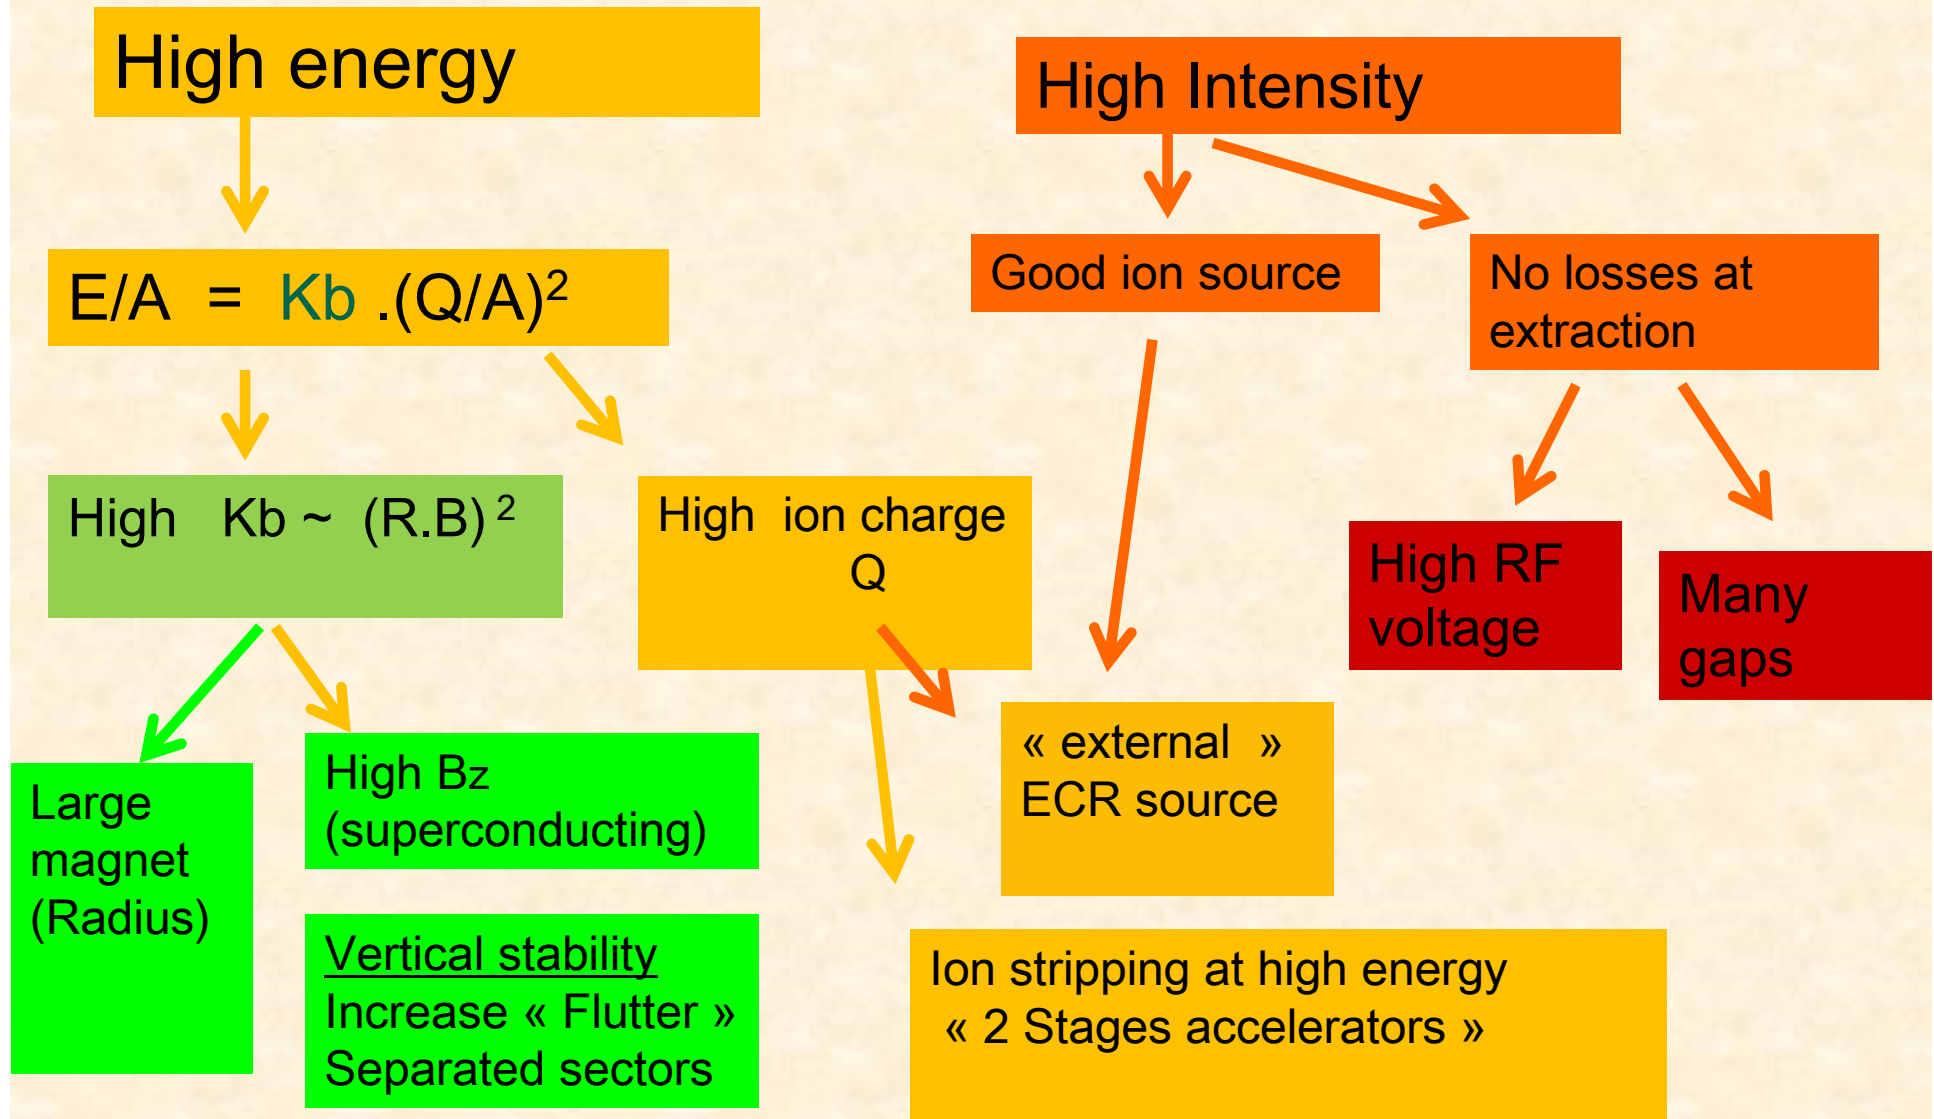 High energy
High Intensity
E/A = Kb .(Q/A)²
Good ion source
No losses at
extraction
High Kb ~ (R.B) ²
High ion charge
Q
High RF
voltage
Many
gaps
Large
magnet
(Radius)
High Bz
(superconducting)
« external »
ECR source
Vertical stability
Increase « Flutter »
Separated sectors
Ion stripping at high energy
« 2 Stages accelerators »